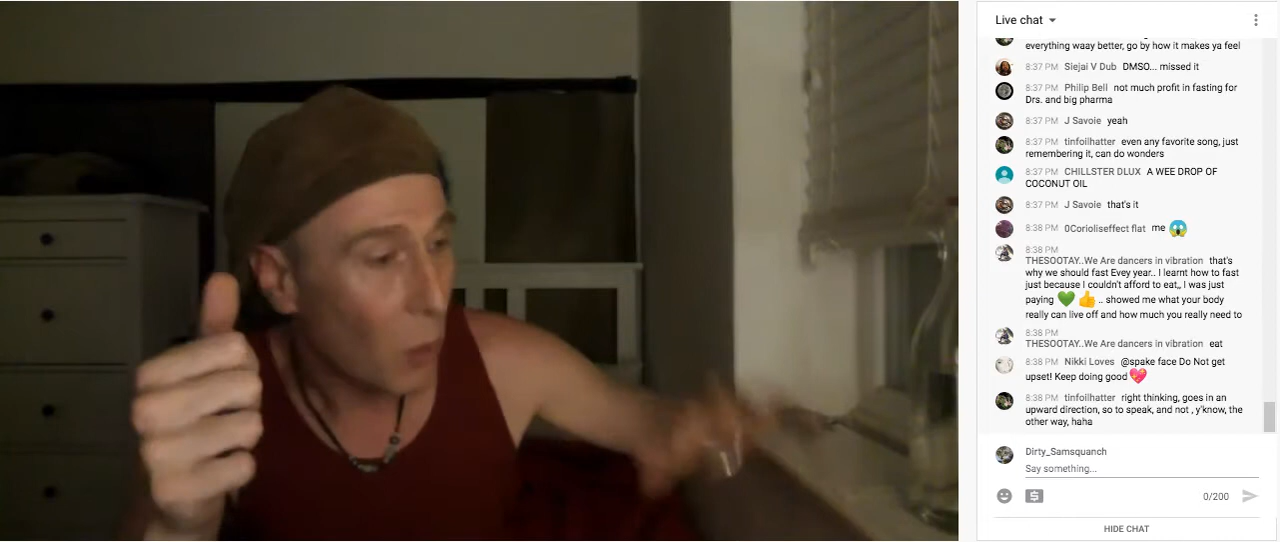 Live chat
everything waay better, go by how it makes ya feel
8:37 PM Siejai V Dub DMSO... missed it
8:37 PM Philip Bell not much profit in fasting for
Drs. and big pharma
8:37 PM J Savoie yeah
8:37 PM tinfoilhatter even any favorite song, just
remembering it, can do wonders
8:37 PM CHILLSTER DLUX A WEE DROP OF
COCONUT OIL
8:37 PM J Savoie that's it
8:38 PM 0Corioliseffect flat me 😱
8:38 PM
THESOOTAY..We Are dancers in vibration that's
why we should fast Evey year.. I learnt how to fast
just because I couldn't afford to eat,, I was just
paying 💚 👍 .. showed me what your body
really can live off and how much you really need to
8:38 PM
THESOOTAY..We Are dancers in vibration eat
8:38 PM Nikki Loves @spake face Do Not get
upset! Keep doing good 💖
8:38 PM tinfoilhatter right thinking, goes in an
upward direction, so to speak, and not , y'know, the
other way, haha
Dirty_Samsquanch
Say something...
0/200
HIDE CHAT